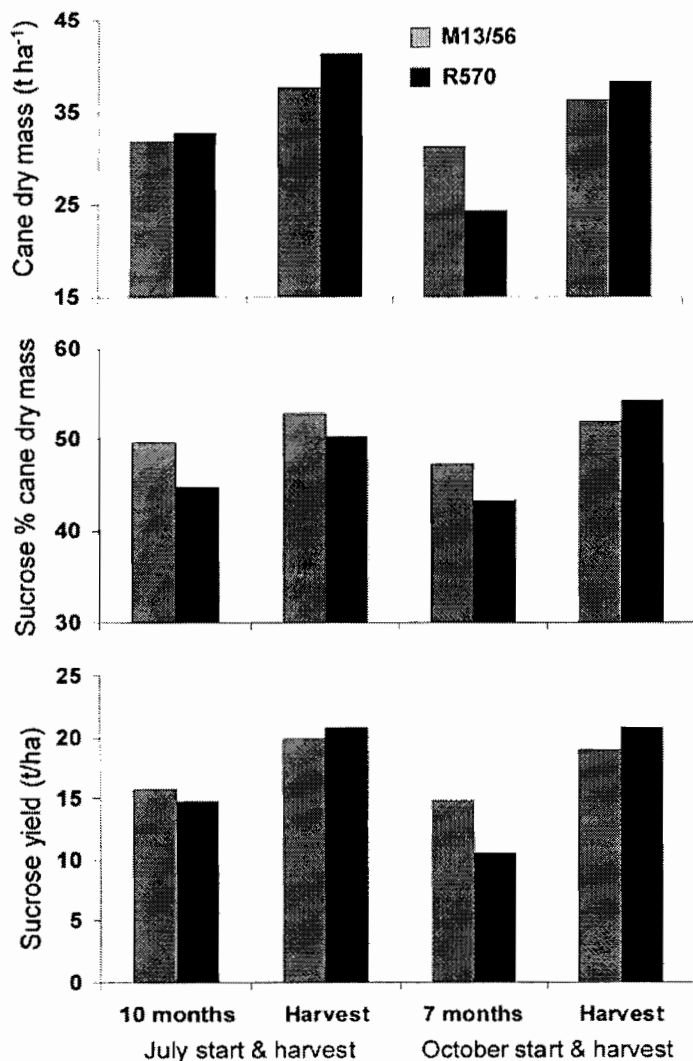 Cane dry mass (t ha-1)
45
35
25
15
M13/56
R570
Sucrose % cane dry mass
60
50
40
30
Sucrose yield (t/ha)
25
20
15
10
5
0
10 months Harvest 7 months Harvest
July start & harvest October start & harvest